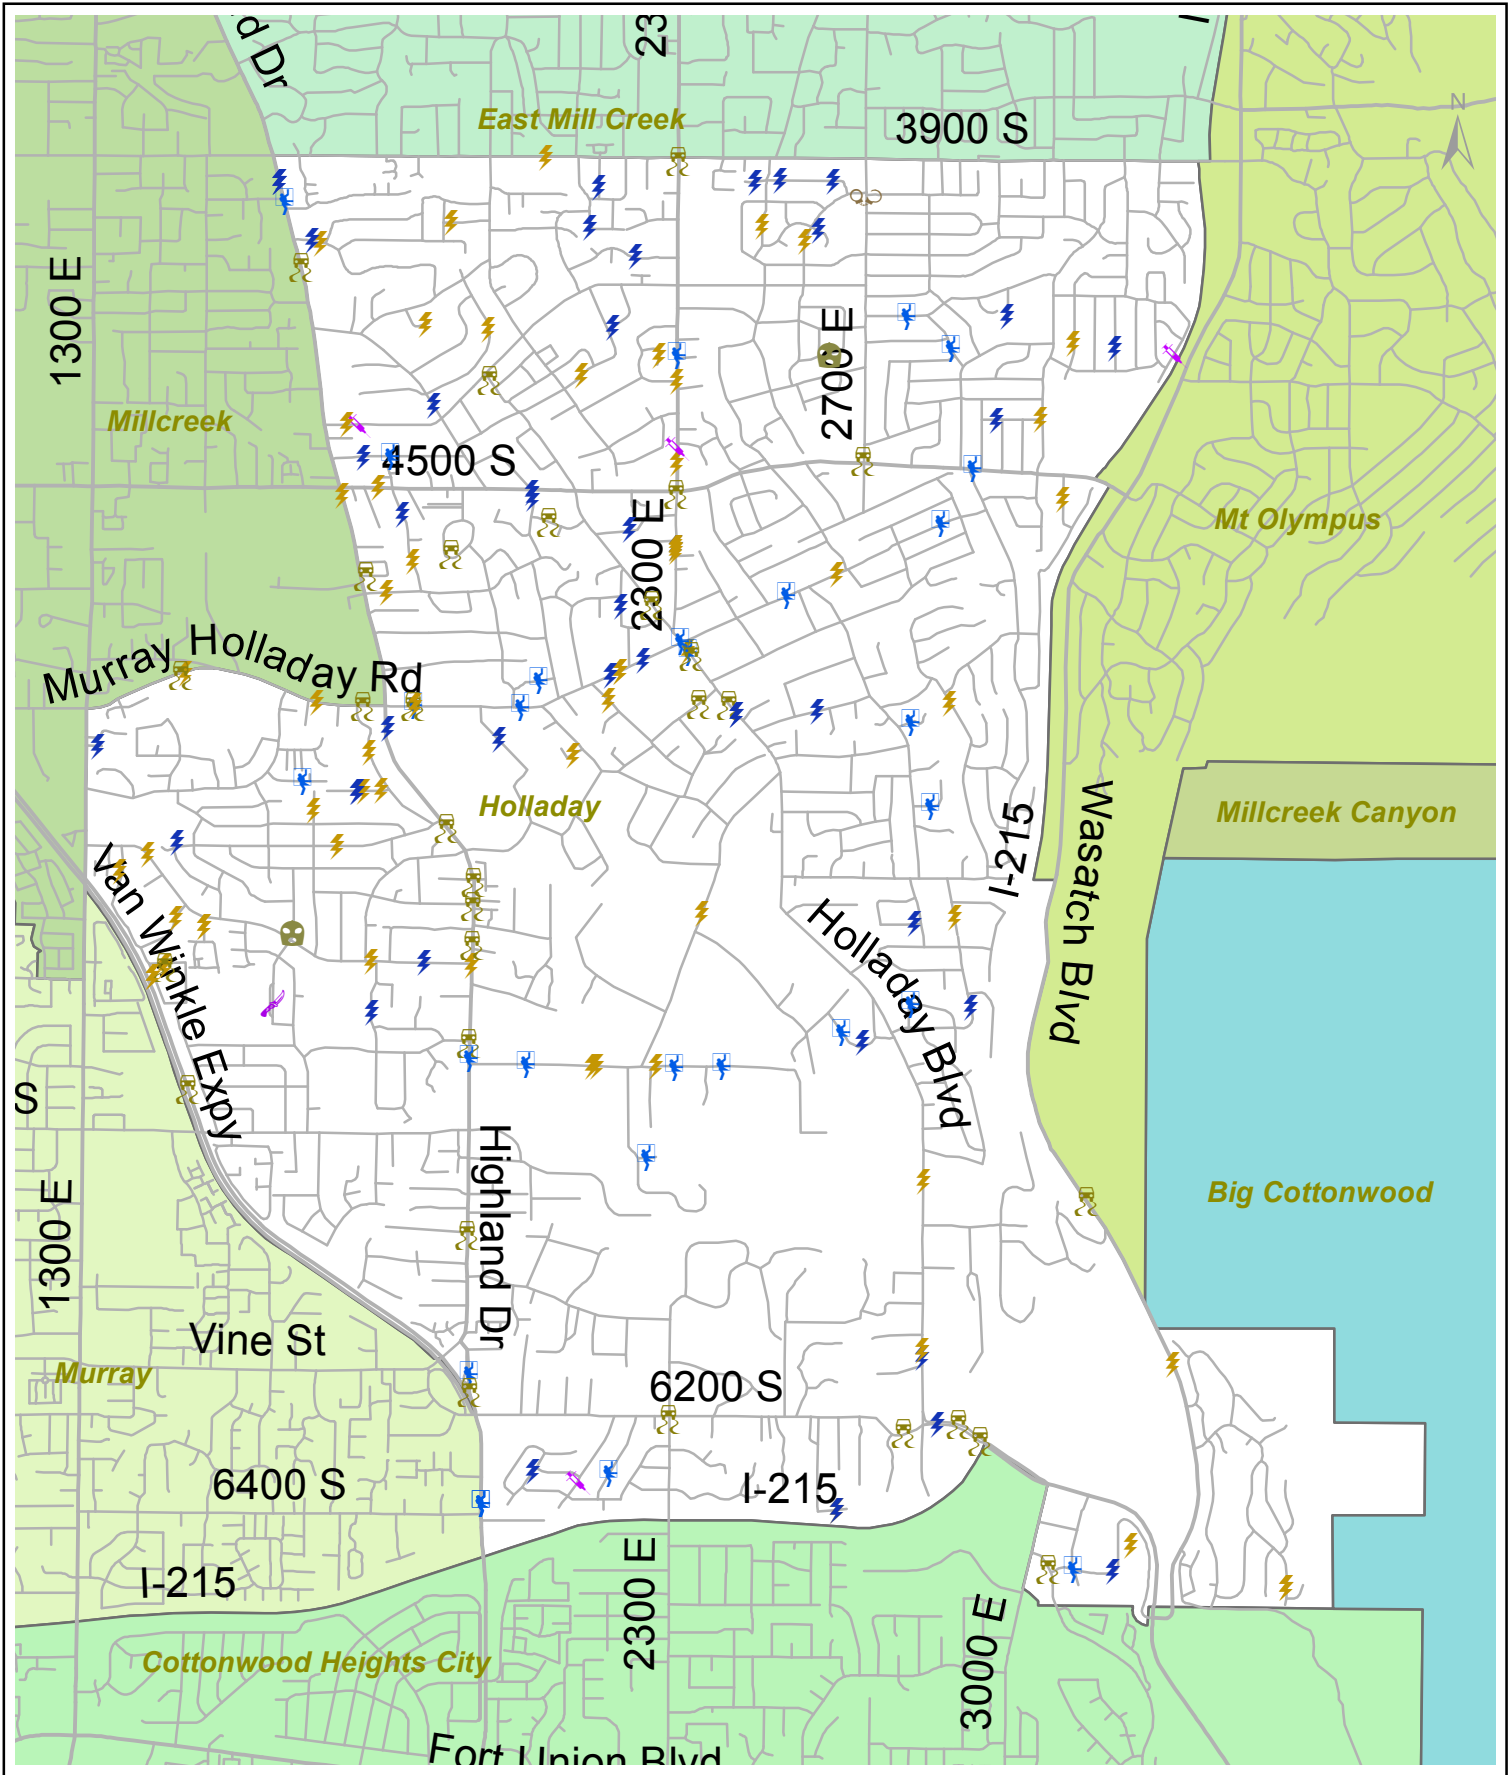 d Dr
23
N
East Mill Creek
3900 S
1300 E
2700 E
Millcreek
4500 S
Mt Olympus
2300 E
Murray Holladay Rd
Holladay
Millcreek Canyon
I-215
Wasatch Blvd
Van Winkle Expy
Holladay Blvd
S
Highland Dr
1300 E
Big Cottonwood
Vine St
Murray
6200 S
6400 S
I-215
I-215
2300 E
3000 E
Cottonwood Heights City
Fort Union Blvd